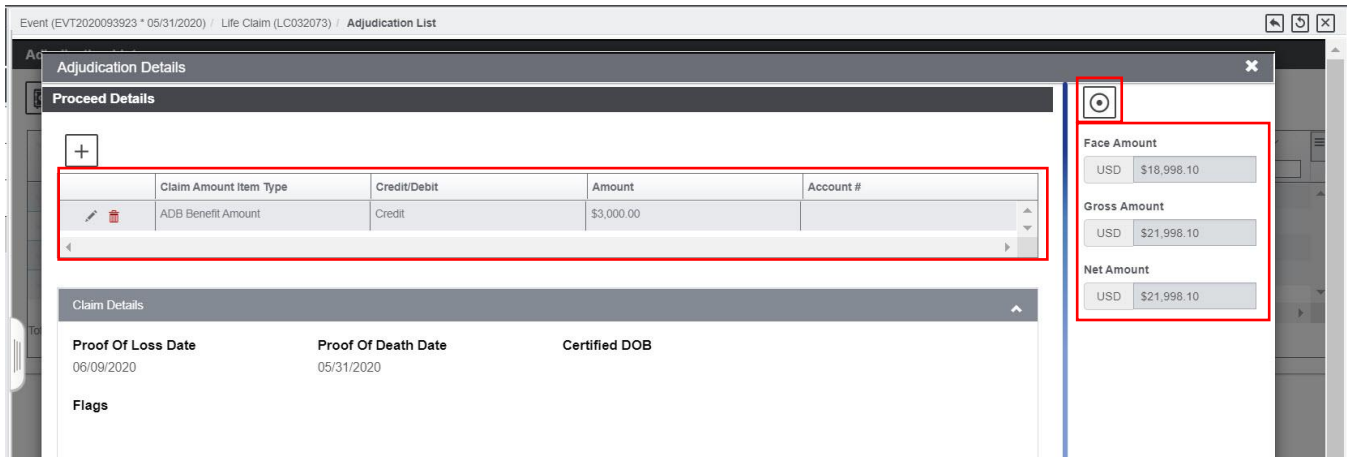 Event (EVT2020093923 * 05/31/2020) / Life Claim (LC032073) / Adjudication List
Adjudication Details
Proceed Details
Claim Amount Item Type Credit/Debit Amount Account #
ADB Benefit Amount Credit $3,000.00
Face Amount
USD $18,998.10
Gross Amount
USD $21,998.10
Net Amount
USD $21,998.10
Claim Details
Proof Of Loss Date Proof Of Death Date Certified DOB
06/09/2020 05/31/2020
Flags